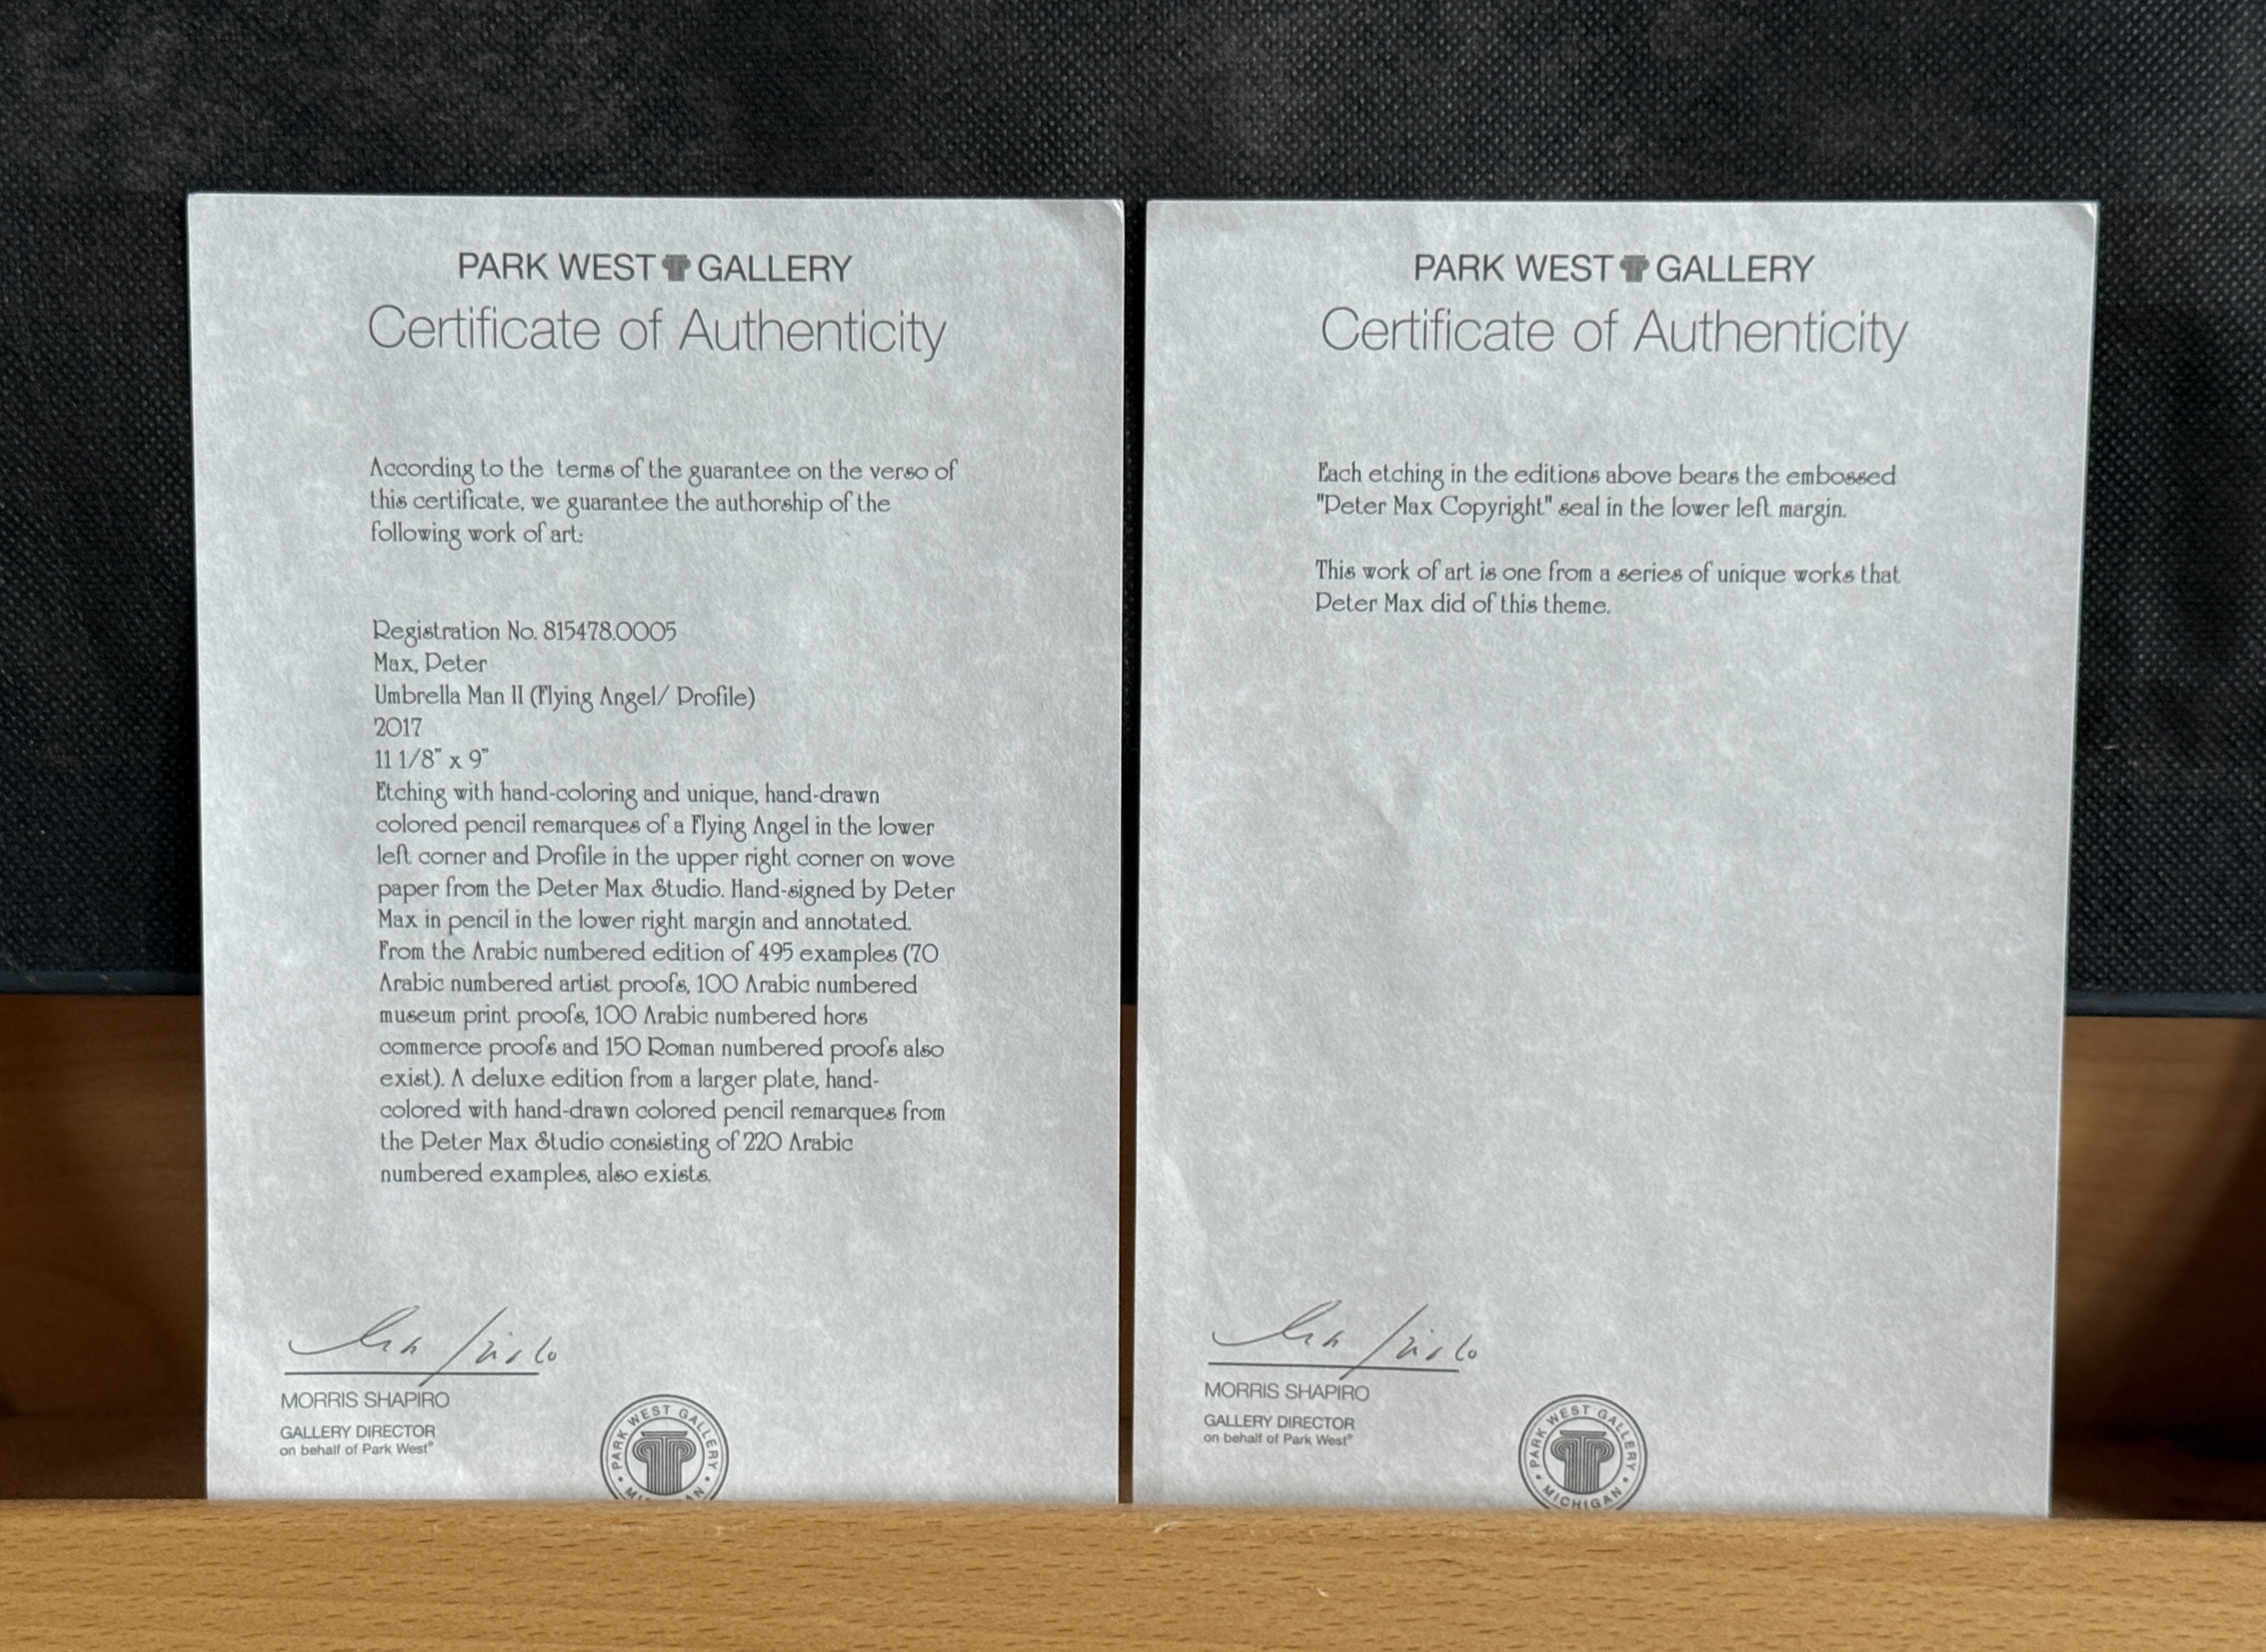 PARK WEST GALLERY
Certificate of Authenticity
According to the terms of the guarantee on the verso of
this certificate, we guarantee the authorship of the
following work of art:
Registration No. 815478.0005
Max, Peter
Umbrella Man II (Flying Angel/ Profile)
2017
11 1/8" x 9"
Etching with hand-coloring and unique, hand-drawn
colored pencil remarques of a Flying Angel in the lower
left corner and Profile in the upper right corner on wove
paper from the Peter Max Studio. Hand-signed by Peter
Max in pencil in the lower right margin and annotated.
From the Arabic numbered edition of 495 examples (70
Arabic numbered artist proofs, 100 Arabic numbered
museum print proofs, 100 Arabic numbered hors
commerce proofs and 150 Roman numbered proofs also
exist). A deluxe edition from a larger plate, hand-
colored with hand-drawn colored pencil remarques from
the Peter Max Studio consisting of 220 Arabic
numbered examples, also exists.
MORRIS SHAPIRO
GALLERY DIRECTOR
on behalf of Park West®
PARK WEST GALLERY
PARK WEST GALLERY
Certificate of Authenticity
Each etching in the editions above bears the embossed
"Peter Max Copyright" seal in the lower left margin.
This work of art is one from a series of unique works that
Peter Max did of this theme.
MORRIS SHAPIRO
GALLERY DIRECTOR
on behalf of Park West®
PARK WEST GALLERY • MICHIGAN •